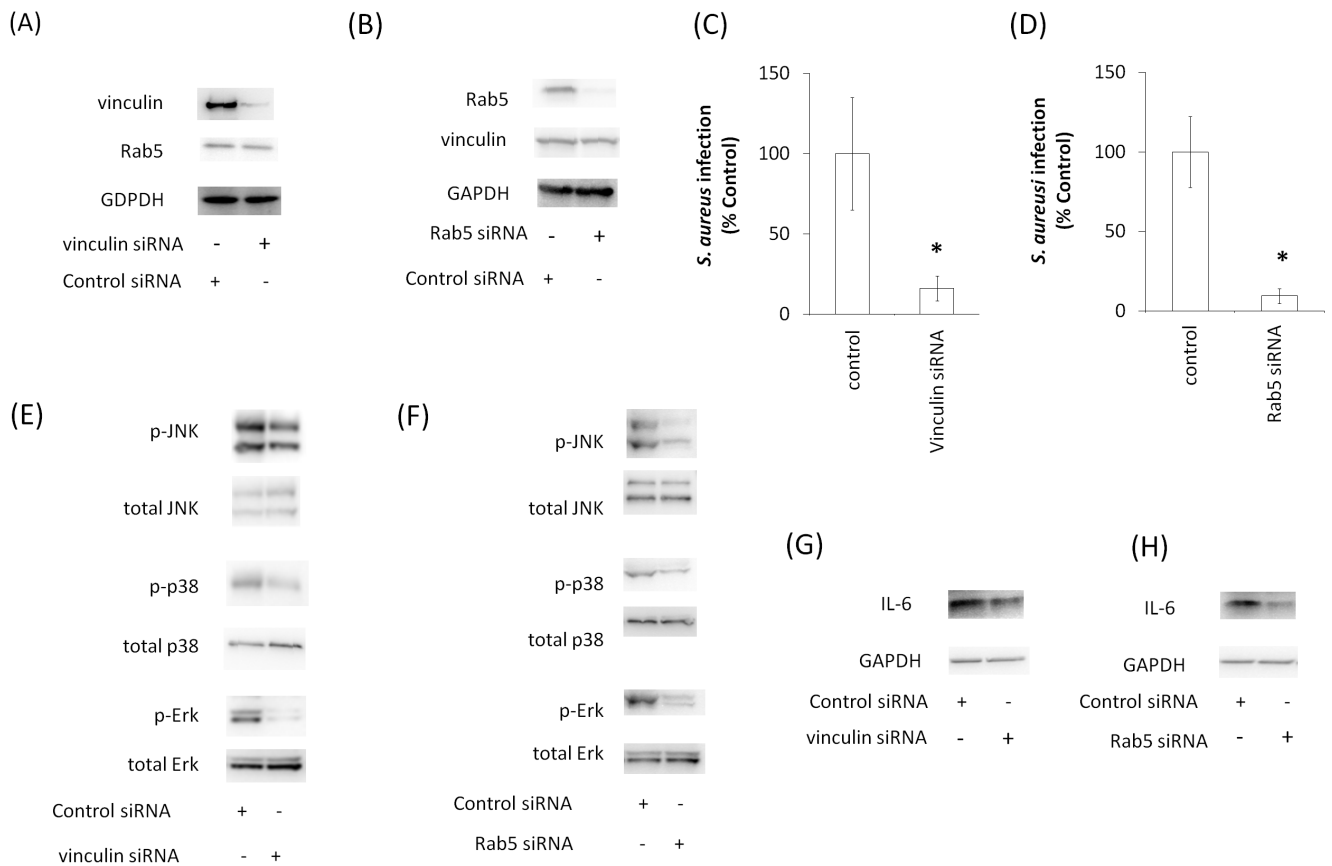 (A)
vinculin
Rab5
GDPDH
vinculin siRNA - +
Control siRNA + -
(B)
Rab5
vinculin
GAPDH
Rab5 siRNA - +
Control siRNA + -
(C)
S. aureus infection
(% Control)
150
100
50
0
*
control
Vinculin siRNA
(D)
S. aureusi infection
(% Control)
150
100
50
0
*
control
Rab5 siRNA
(E)
p-JNK
total JNK
p-p38
total p38
p-Erk
total Erk
Control siRNA + -
vinculin siRNA - +
(F)
p-JNK
total JNK
p-p38
total p38
p-Erk
total Erk
Control siRNA + -
Rab5 siRNA - +
(G)
IL-6
GAPDH
Control siRNA + -
vinculin siRNA - +
(H)
IL-6
GAPDH
Control siRNA + -
Rab5 siRNA - +